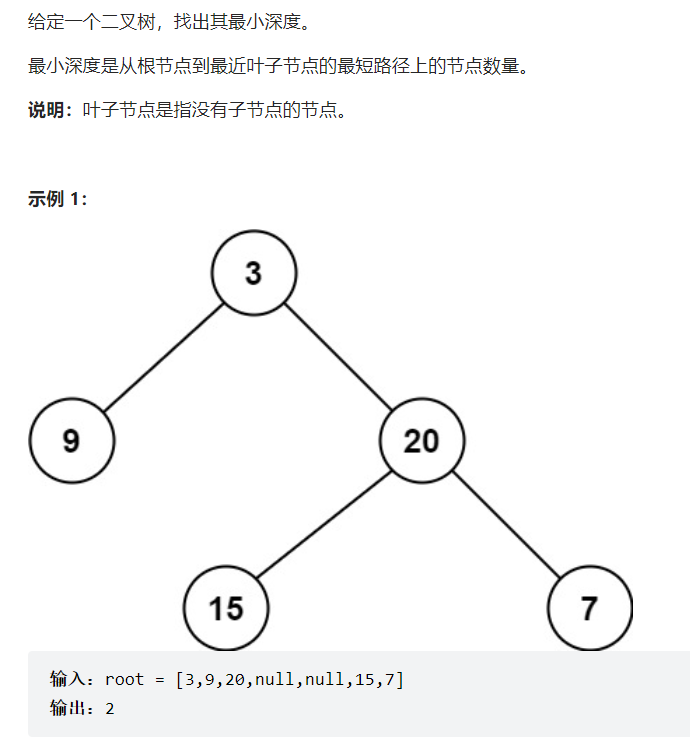 给定一个二叉树，找出其最小深度。
最小深度是从根节点到最近叶子节点的最短路径上的节点数量。
说明：叶子节点是指没有子节点的节点。
示例 1：
3
9
20
15
7
输入：root = [3,9,20,null,null,15,7]
输出：2